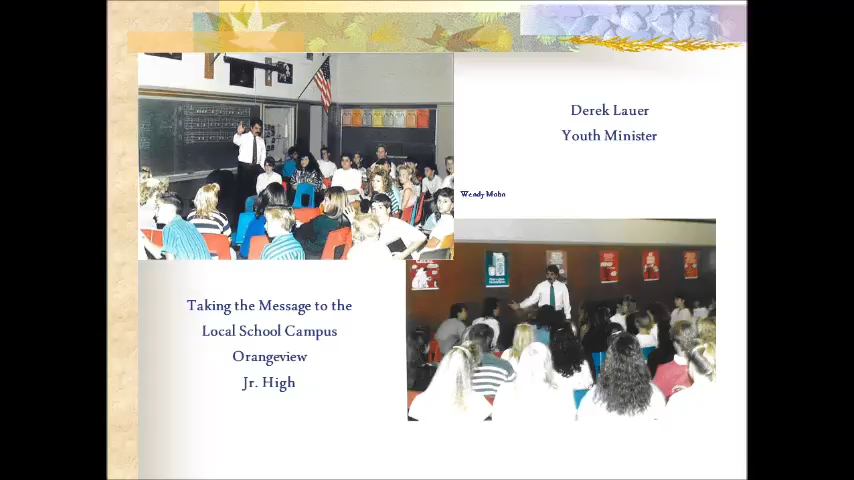 Derek Lauer
Youth Minister
Wendy Mohn
Taking the Message to the
Local School Campus
Orangeview
Jr. High